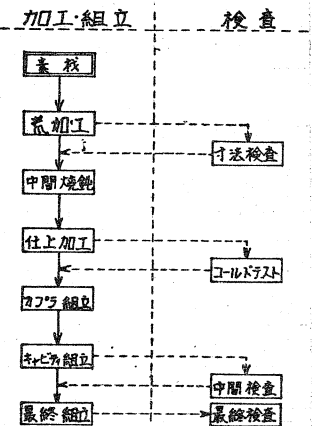 加工・組立
検査
素材
荒加工
寸法検査
中間焼鈍
仕上加工
コールドテスト
カプラ組立
キャビティ組立
中間検査
最終組立
最終検査